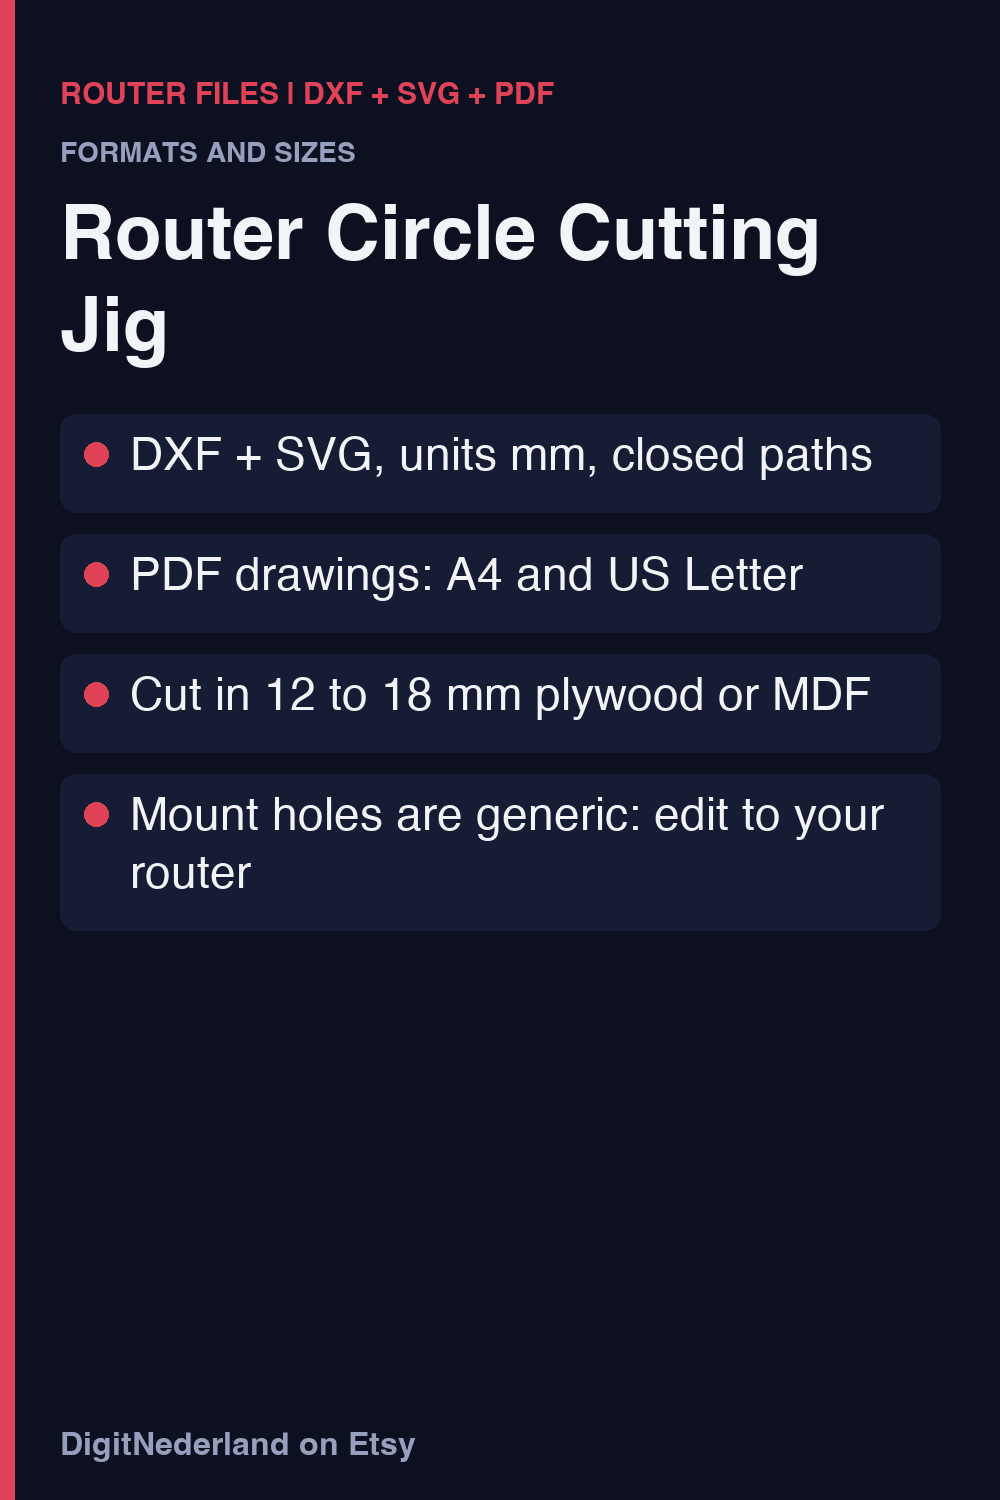 ROUTER FILES | DXF + SVG + PDF
FORMATS AND SIZES
Router Circle Cutting
Jig
DXF + SVG, units mm, closed paths
PDF drawings: A4 and US Letter
Cut in 12 to 18 mm plywood or MDF
Mount holes are generic: edit to your
router
DigitNederland on Etsy